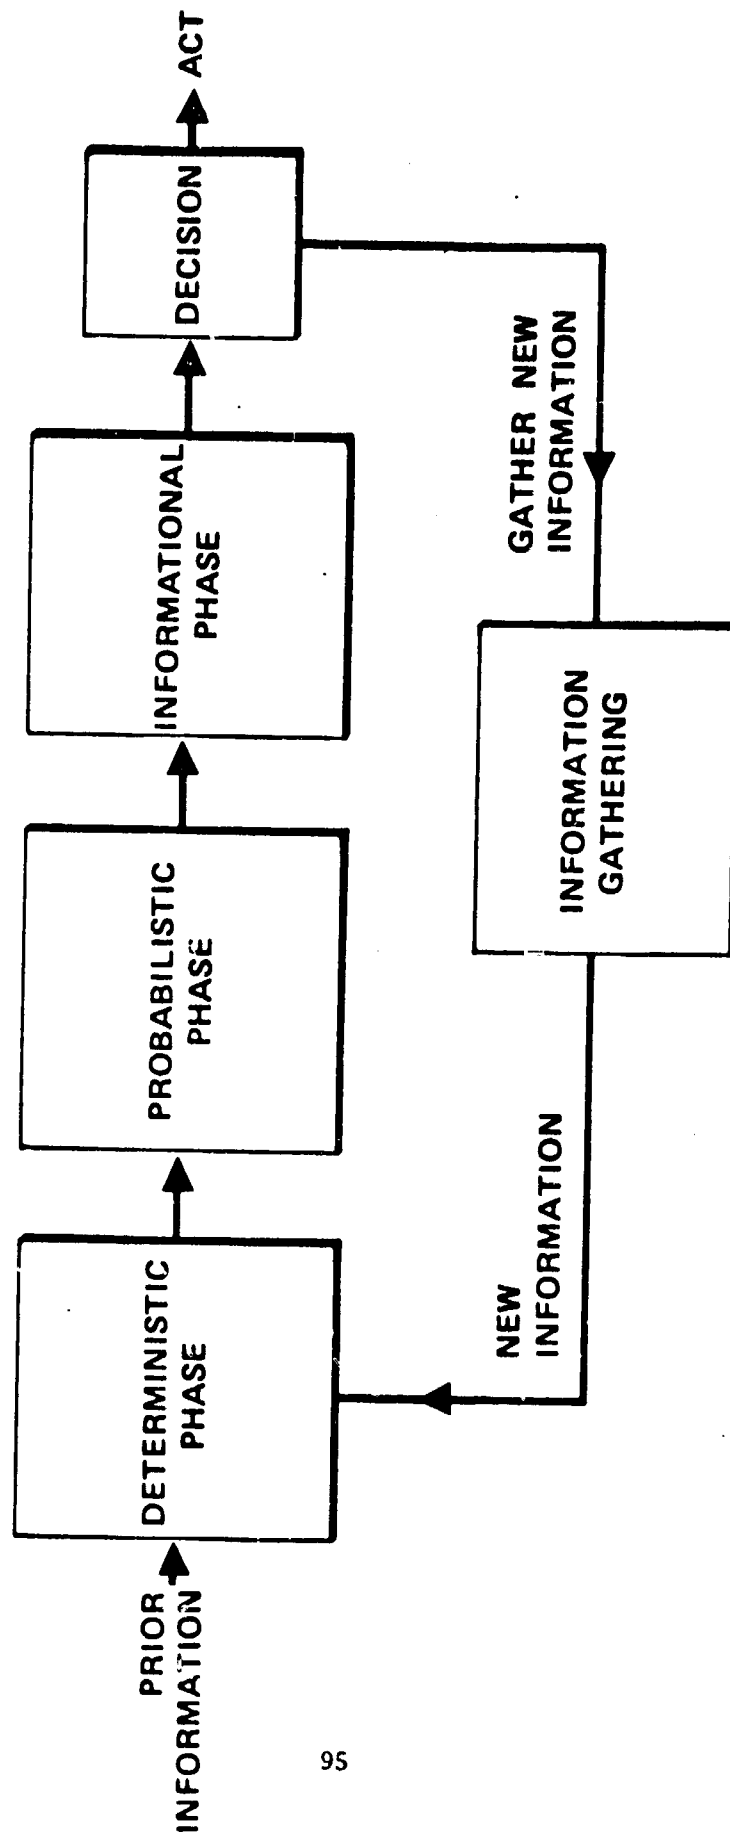 PRIOR
INFORMATION
DETERMINISTIC
PHASE
PROBABILISTIC
PHASE
INFORMATIONAL
PHASE
DECISION
ACT
NEW
INFORMATION
INFORMATION
GATHERING
GATHER NEW
INFORMATION
95